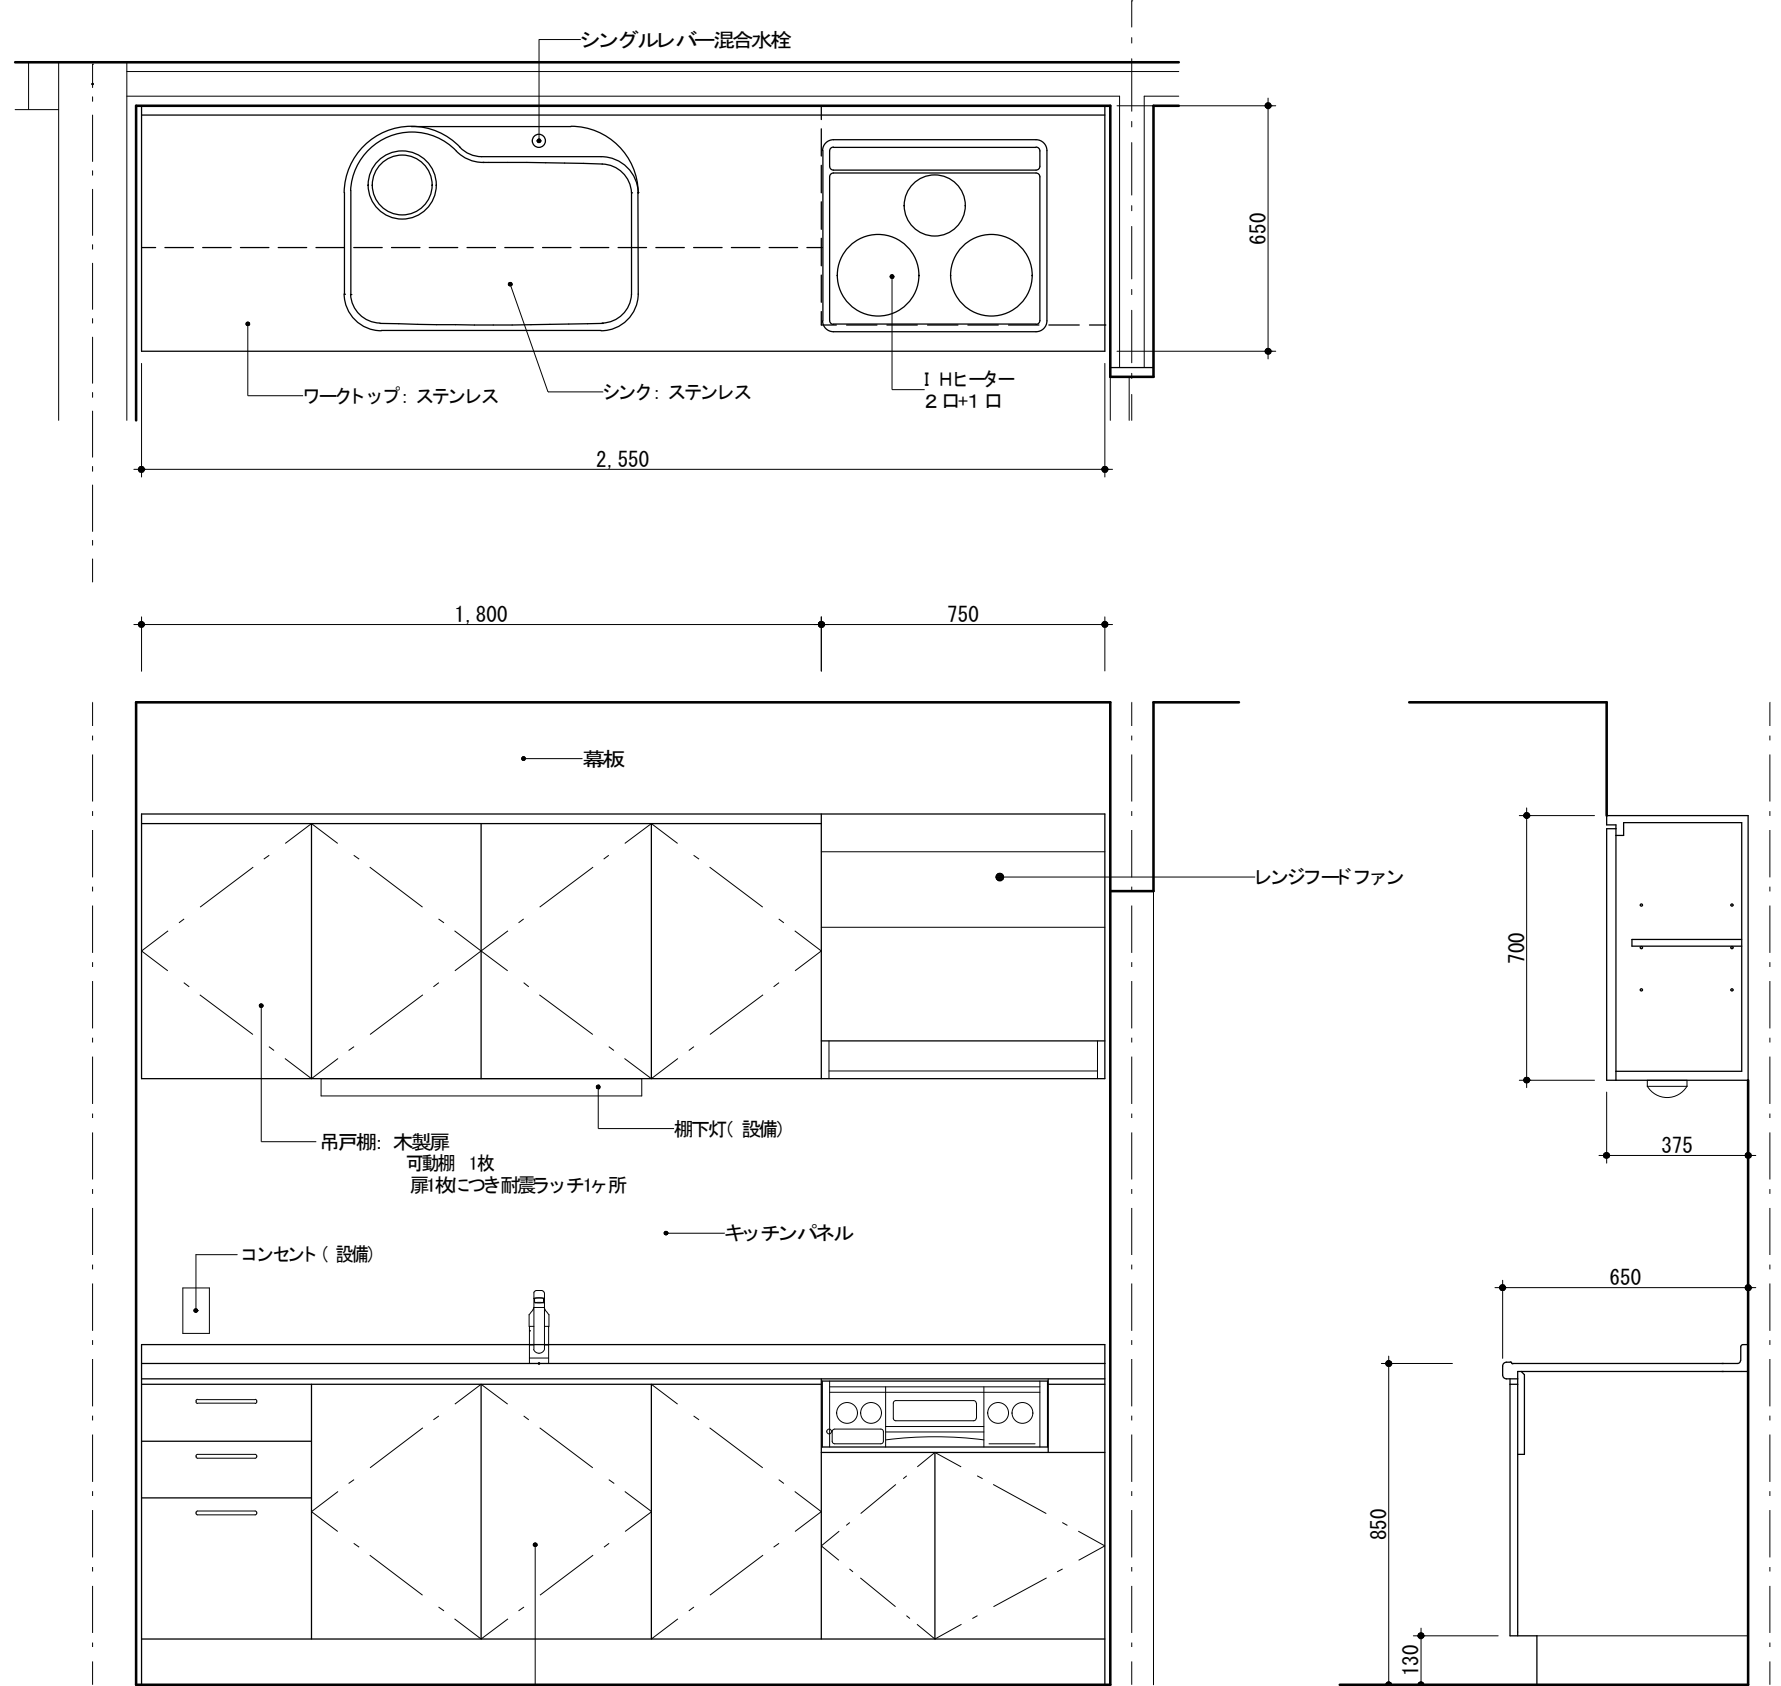 シングルレバー混合水栓
650
ワークトップ: ステンレス
シンク: ステンレス
I Hヒーター
2 口+1 口
2,550
1,800
750
幕板
レンジフードファン
700
棚下灯( 設備)
吊戸棚: 木製扉
可動棚 1枚
扉1枚につき耐震ラッチ1ヶ所
375
キッチンパネル
コンセント( 設備)
650
850
130